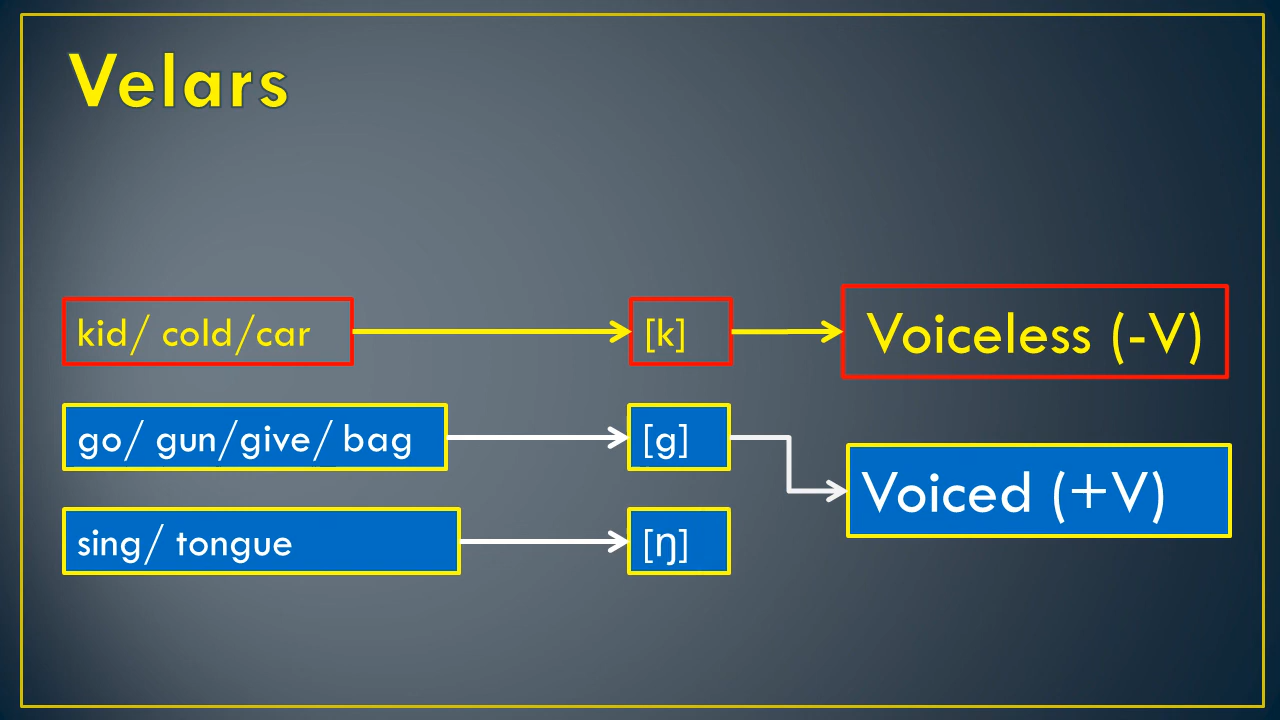 Velars
kid/ cold/car
[k]
Voiceless (-V)
go/ gun/give/ bag
[g]
Voiced (+V)
sing/ tongue
[ŋ]